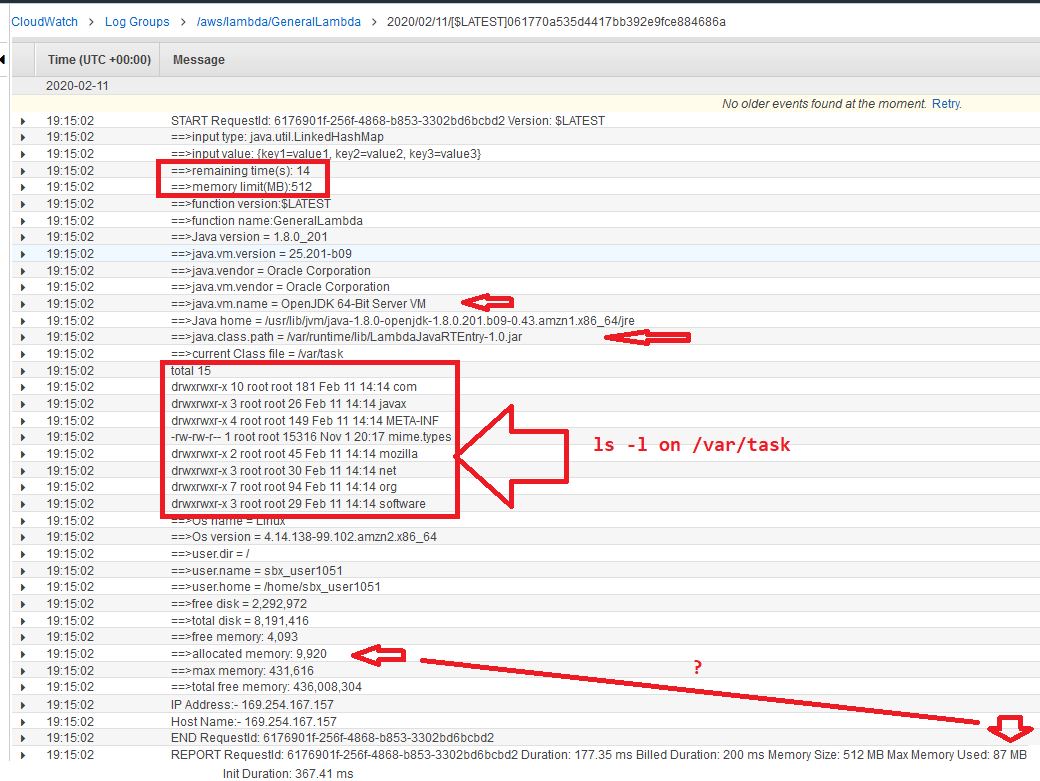 CloudWatch > Log Groups > /aws/lambda/GeneralLambda > 2020/02/11/[$LATEST]061770a535d4417bb392e9fce884686a
Time (UTC +00:00) Message
2020-02-11
No older events found at the moment. Retry.
19:15:02 START RequestId: 6176901f-256f-4868-b853-3302bd6bcbd2 Version: $LATEST
19:15:02 ==>input type: java.util.LinkedHashMap
19:15:02 ==>input value: {key1=value1, key2=value2, key3=value3}
19:15:02 ==>remaining time(s): 14
19:15:02 ==>memory limit(MB):512
19:15:02 ==>function version:$LATEST
19:15:02 ==>function name:GeneralLambda
19:15:02 ==>Java version = 1.8.0_201
19:15:02 ==>java.vm.version = 25.201-b09
19:15:02 ==>java.vendor = Oracle Corporation
19:15:02 ==>java.vm.vendor = Oracle Corporation
19:15:02 ==>java.vm.name = OpenJDK 64-Bit Server VM
19:15:02 ==>Java home = /usr/lib/jvm/java-1.8.0-openjdk-1.8.0.201.b09-0.43.amzn1.x86_64/jre
19:15:02 ==>java.class.path = /var/runtime/lib/LambdaJavaRTEntry-1.0.jar
19:15:02 ==>current Class file = /var/task
19:15:02 total 15
19:15:02 drwxrwxr-x 10 root root 181 Feb 11 14:14 com
19:15:02 drwxrwxr-x 3 root root 26 Feb 11 14:14 javax
19:15:02 drwxrwxr-x 4 root root 149 Feb 11 14:14 META-INF
19:15:02 -rw-rw-r-- 1 root root 15316 Nov 1 20:17 mime.types
19:15:02 drwxrwxr-x 2 root root 45 Feb 11 14:14 mozilla
ls -l on /var/task
19:15:02 drwxrwxr-x 3 root root 30 Feb 11 14:14 net
19:15:02 drwxrwxr-x 7 root root 94 Feb 11 14:14 org
19:15:02 drwxrwxr-x 3 root root 29 Feb 11 14:14 software
19:15:02 ==>Os name = Linux
19:15:02 ==>Os version = 4.14.138-99.102.amzn2.x86_64
19:15:02 ==>user.dir = /
19:15:02 ==>user.name = sbx_user1051
19:15:02 ==>user.home = /home/sbx_user1051
19:15:02 ==>free disk = 2,292,972
19:15:02 ==>total disk = 8,191,416
19:15:02 ==>free memory: 4,093
19:15:02 ==>allocated memory: 9,920
?
19:15:02 ==>max memory: 431,616
19:15:02 ==>total free memory: 436,008,304
19:15:02 IP Address:- 169.254.167.157
19:15:02 Host Name:- 169.254.167.157
19:15:02 END RequestId: 6176901f-256f-4868-b853-3302bd6bcbd2
19:15:02 REPORT RequestId: 6176901f-256f-4868-b853-3302bd6bcbd2 Duration: 177.35 ms Billed Duration: 200 ms Memory Size: 512 MB Max Memory Used: 87 MB
Init Duration: 367.41 ms